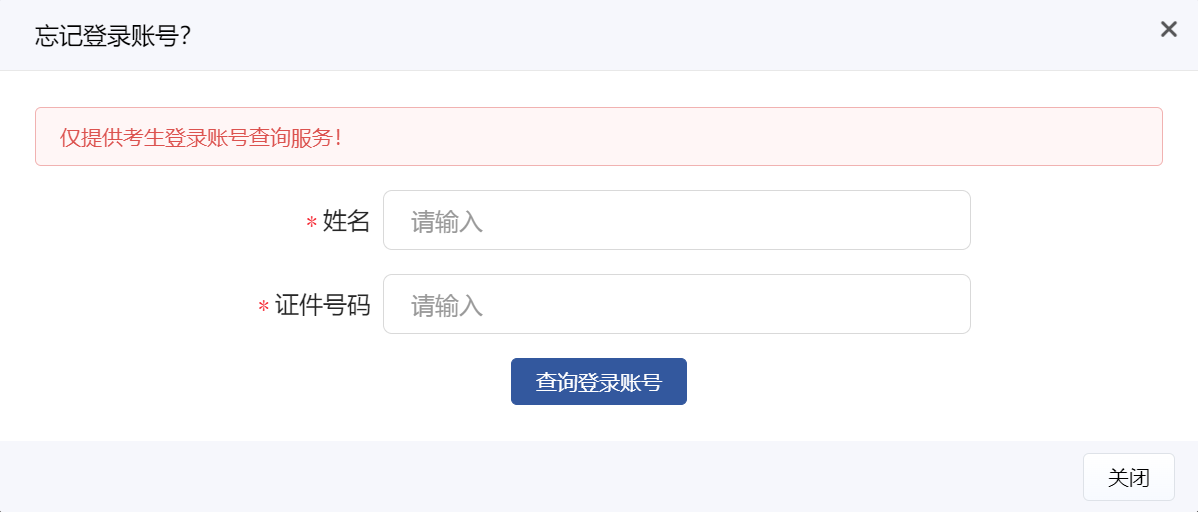 忘记登录账号？
仅提供考生登录账号查询服务！
* 姓名 请输入
* 证件号码 请输入
查询登录账号
关闭